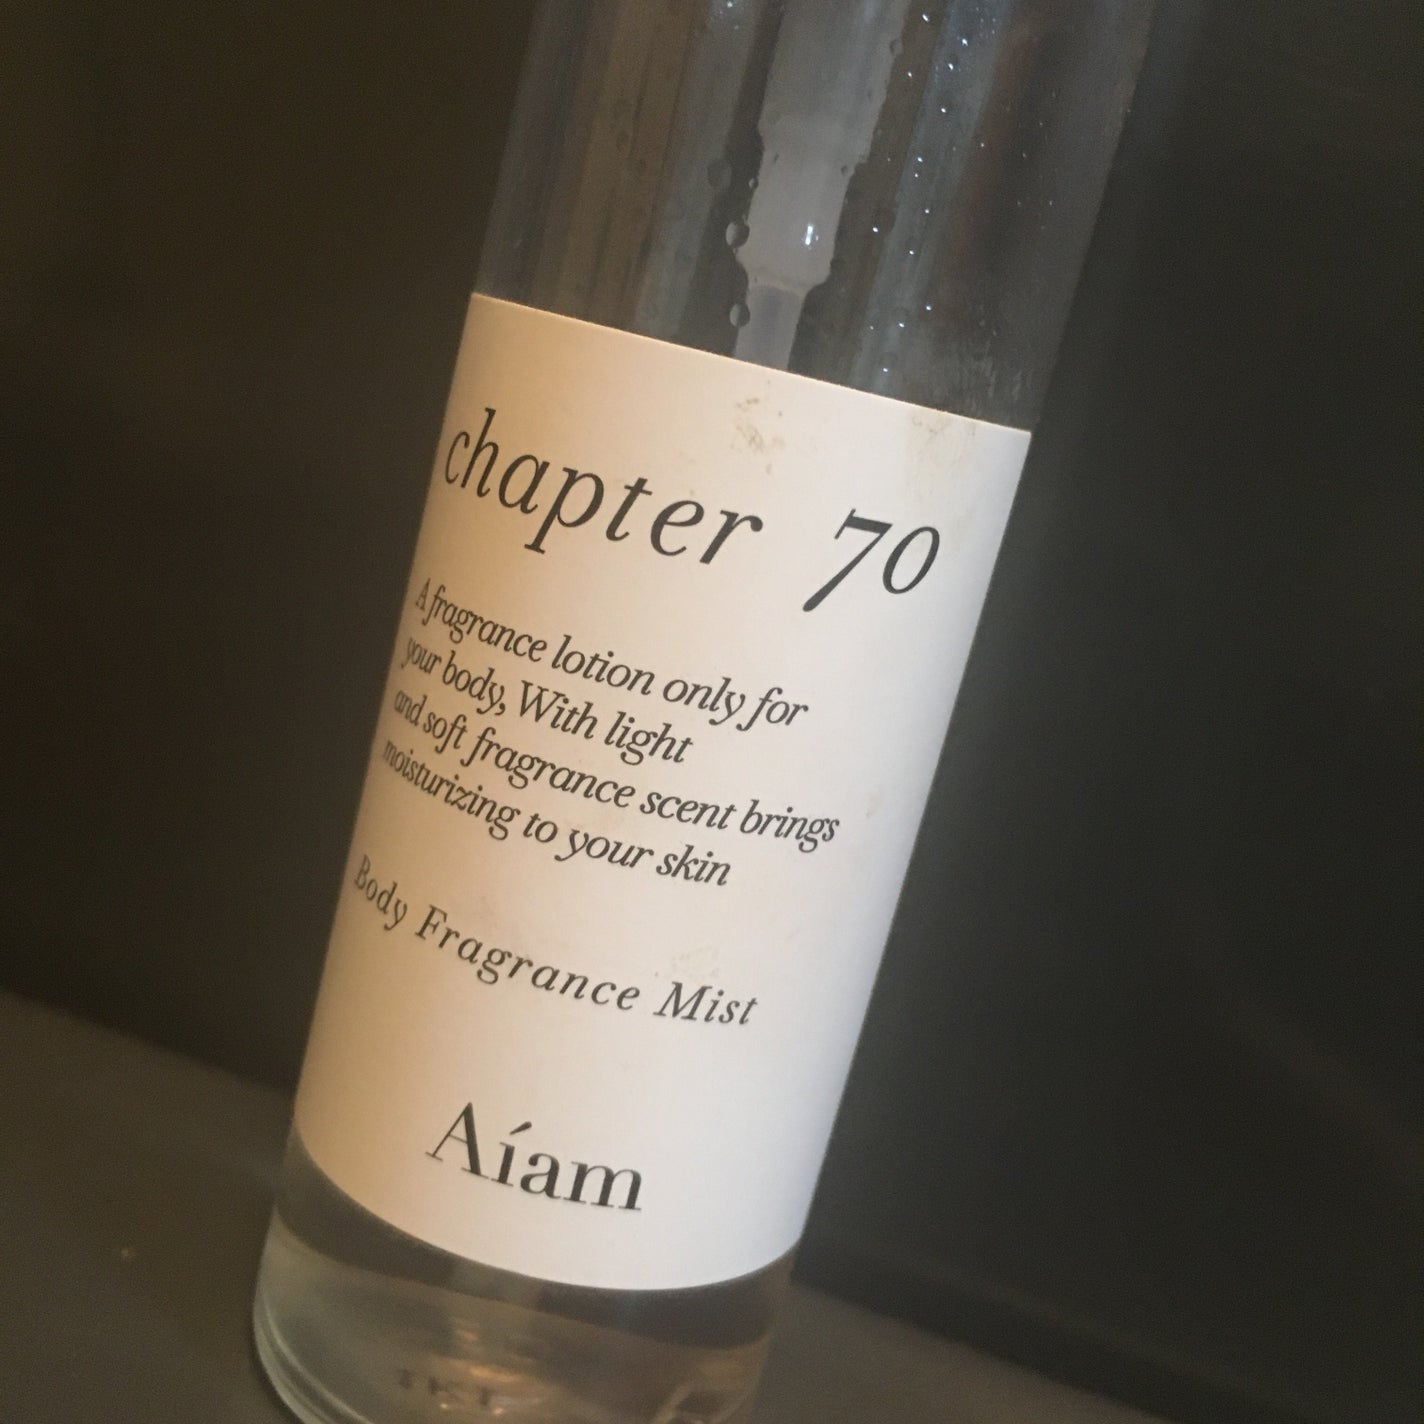 chapter 70
A fragrance lotion only for
your body, With light
and soft fragrance scent brings
moisturizing to your skin
Body Fragrance Mist
Aíam